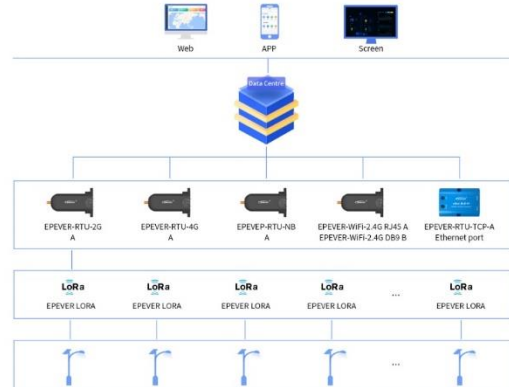 Web
APP
Screen
Data Centre
EPEVER-RTU-2G
A
EPEVER-RTU-4G
A
EPEVEP-RTU-NB
A
EPEVER-WiFi-2.4G RJ45 A
EPEVER-WiFi-2.4G DB9 B
EPEVER-RTU-TCP-A
Ethernet port
LoRa
LoRa
LoRa
LoRa
...
LoRa
EPEVER LORA
EPEVER LORA
EPEVER LORA
EPEVER LORA
EPEVER LORA
...